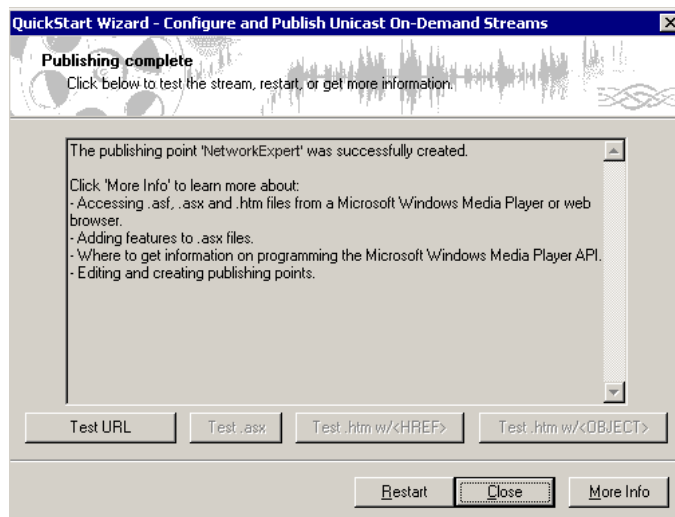 QuickStart Wizard - Configure and Publish Unicast On-Demand Streams
Publishing complete
Click below to test the stream, restart, or get more information.
The publishing point 'NetworkExpert' was successfully created.
Click 'More Info' to learn more about:
- Accessing .asf, .asx and .htm files from a Microsoft Windows Media Player or web
browser.
- Adding features to .asx files.
- Where to get information on programming the Microsoft Windows Media Player API.
- Editing and creating publishing points.
Test URL Test .asx Test .htm w/<HREF> Test .htm w/<OBJECT>
Restart Close More Info